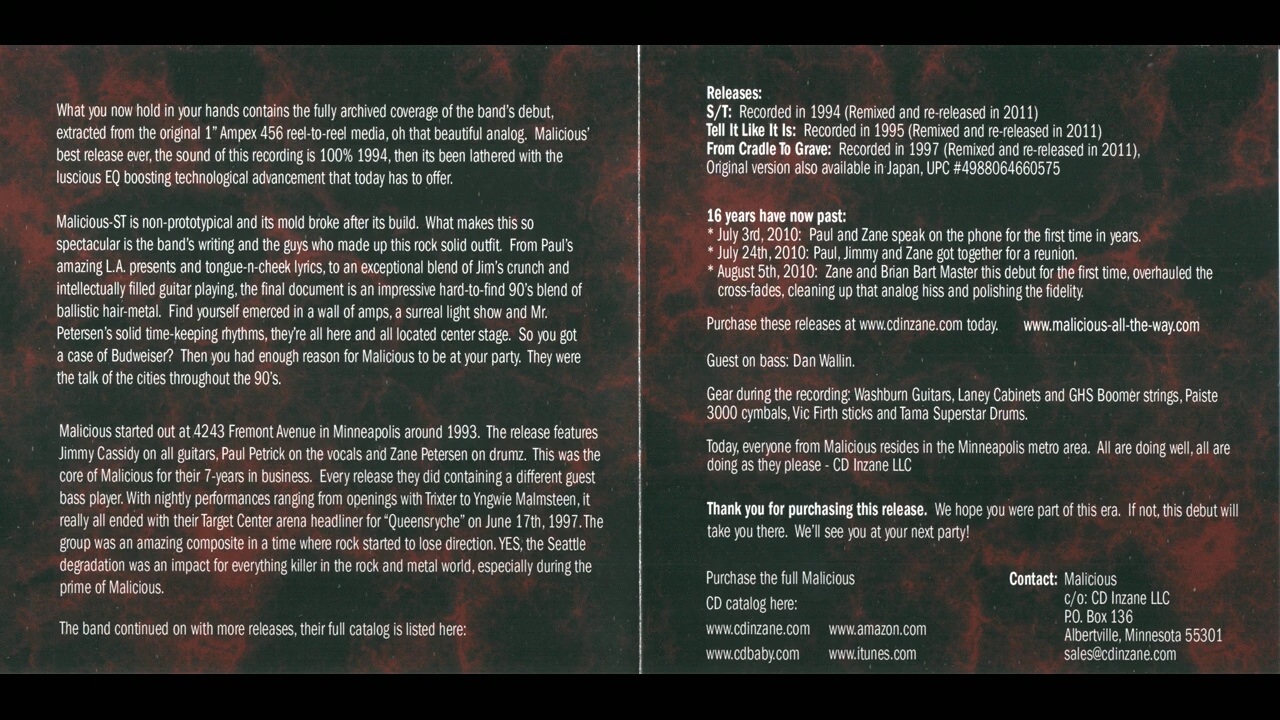 What you now hold in your hands contains the fully archived coverage of the band's debut,
extracted from the original 1" Ampex 456 reel-to-reel media, oh that beautiful analog. Malicious'
best release ever, the sound of this recording is 100% 1994, then its been lathered with the
luscious EQ boosting technological advancement that today has to offer.
Malicious-ST is non-prototypical and its mold broke after its build. What makes this so
spectacular is the band's writing and the guys who made up this rock solid outfit. From Paul's
amazing L.A. presents and tongue-n-cheek lyrics, to an exceptional blend of Jim's crunch and
intellectually filled guitar playing, the final document is an impressive hard-to-find 90's blend of
ballistic hair-metal. Find yourself emerced in a wall of amps, a surreal light show and Mr.
Petersen's solid time-keeping rhythms, they're all here and all located center stage. So you got
a case of Budweiser? Then you had enough reason for Malicious to be at your party. They were
the talk of the cities throughout the 90's.
Malicious started out at 4243 Fremont Avenue in Minneapolis around 1993. The release features
Jimmy Cassidy on all guitars, Paul Petrick on the vocals and Zane Petersen on drumz. This was the
core of Malicious for their 7-years in business. Every release they did containing a different guest
bass player. With nightly performances ranging from openings with Trixter to Yngwie Malmsteen, it
really all ended with their Target Center arena headliner for "Queensryche" on June 17th, 1997. The
group was an amazing composite in a time where rock started to lose direction. YES, the Seattle
degradation was an impact for everything killer in the rock and metal world, especially during the
prime of Malicious.
The band continued on with more releases, their full catalog is listed here:
Releases:
S/T: Recorded in 1994 (Remixed and re-released in 2011)
Tell It Like It Is: Recorded in 1995 (Remixed and re-released in 2011)
From Cradle To Grave: Recorded in 1997 (Remixed and re-released in 2011),
Original version also available in Japan, UPC #4988064660575
16 years have now past:
* July 3rd, 2010: Paul and Zane speak on the phone for the first time in years.
* July 24th, 2010: Paul, Jimmy and Zane got together for a reunion.
* August 5th, 2010: Zane and Brian Bart Master this debut for the first time, overhauled the
cross-fades, cleaning up that analog hiss and polishing the fidelity.
Purchase these releases at www.cdinzane.com today. www.malicious-all-the-way.com
Guest on bass: Dan Wallin.
Gear during the recording: Washburn Guitars, Laney Cabinets and GHS Boomer strings, Paiste
3000 cymbals, Vic Firth sticks and Tama Superstar Drums.
Today, everyone from Malicious resides in the Minneapolis metro area. All are doing well, all are
doing as they please - CD Inzane LLC
Thank you for purchasing this release. We hope you were part of this era. If not, this debut will
take you there. We'll see you at your next party!
Purchase the full Malicious
CD catalog here:
www.cdinzane.com www.amazon.com
www.cdbaby.com www.itunes.com
Contact: Malicious
c/o: CD Inzane LLC
P.O. Box 136
Albertville, Minnesota 55301
sales@cdinzane.com